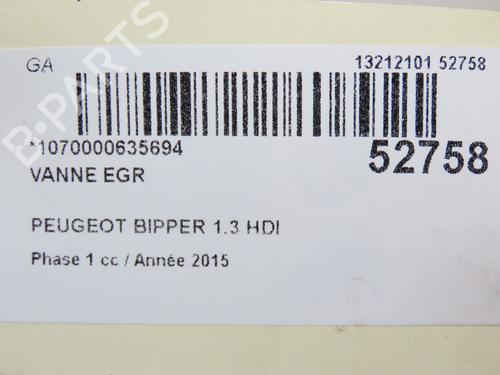 GA 13212101 52758
*1070000635694 52758
VANNE EGR
PEUGEOT BIPPER 1.3 HDI
Phase 1 cc / Année 2015
B-PARTS